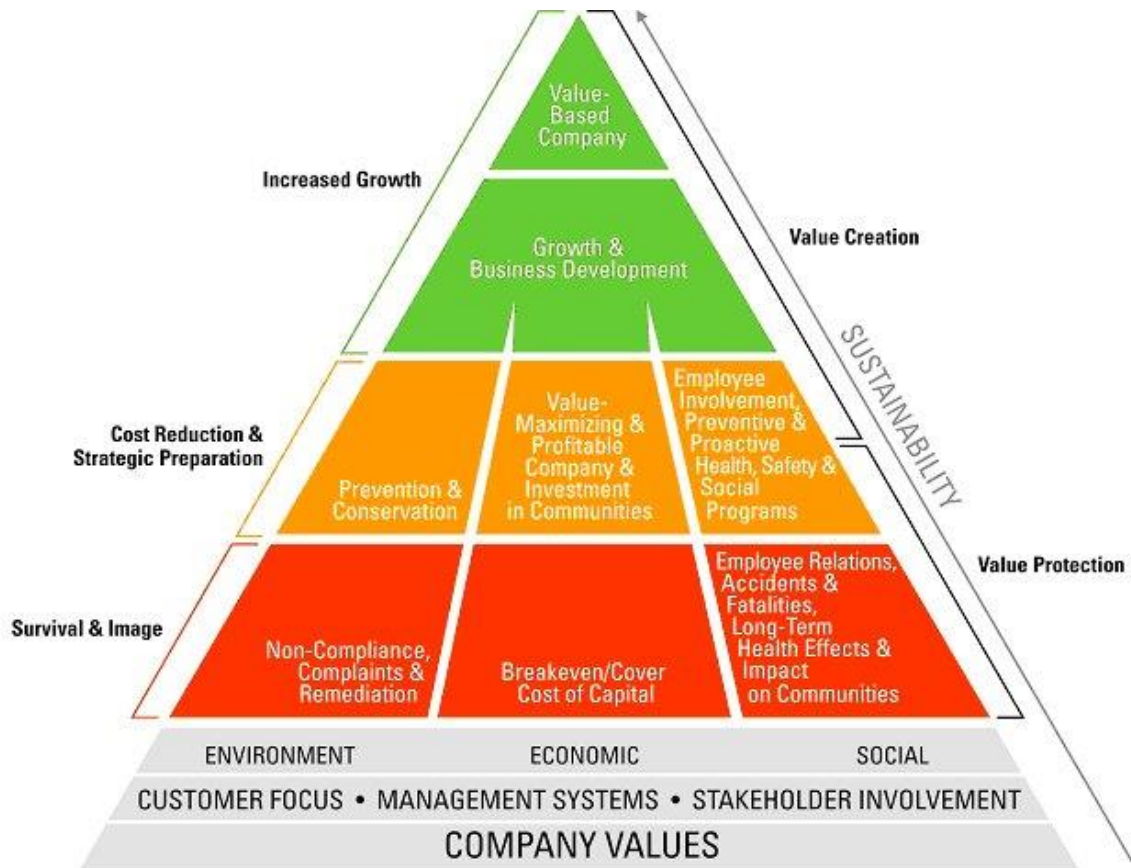 Value-
Based
Company
Increased Growth
Growth &
Business Development
Value Creation
SUSTAINABILITY
Cost Reduction &
Strategic Preparation
Prevention &
Conservation
Value-
Maximizing &
Profitable
Company &
Investment
in Communities
Employee
Involvement,
Preventive &
Proactive
Health, Safety &
Social
Programs
Value Protection
Survival & Image
Non-Compliance,
Complaints &
Remediation
Breakeven/Cover
Cost of Capital
Employee Relations,
Accidents &
Fatalities,
Long-Term
Health Effects &
Impact
on Communities
ENVIRONMENT ECONOMIC SOCIAL
CUSTOMER FOCUS • MANAGEMENT SYSTEMS • STAKEHOLDER INVOLVEMENT
COMPANY VALUES